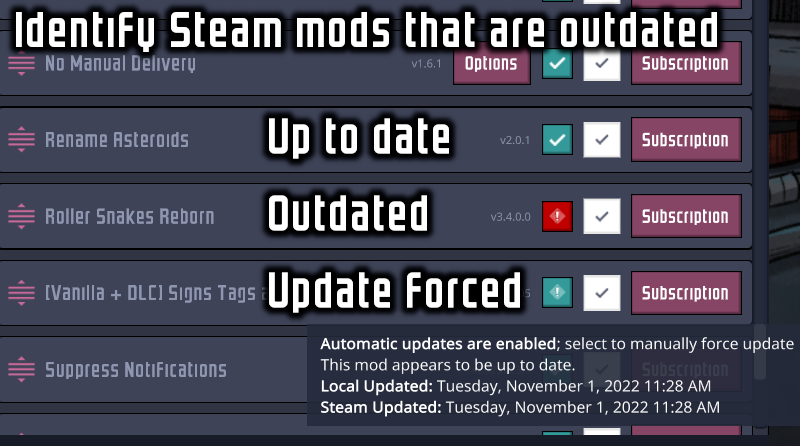 Identify Steam mods that are outdated
No Manual Delivery v1.6.1 Options Subscription
Rename Asteroids Up to date v2.0.1 Subscription
Roller Snakes Reborn Outdated v3.4.0.0 Subscription
[Vanilla + DLC] Signs Tags Update Forced Subscription
Automatic updates are enabled; select to manually force update
This mod appears to be up to date.
Suppress Notifications
Local Updated: Tuesday, November 1, 2022 11:28 AM
Steam Updated: Tuesday, November 1, 2022 11:28 AM